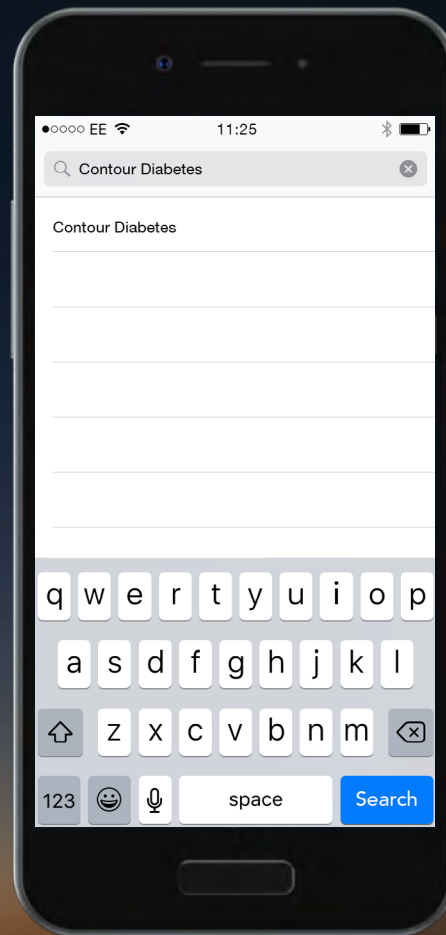 EE 11:25
Contour Diabetes
Contour Diabetes
q w e r t y u i o p
a s d f g h j k l
z x c v b n m
123 space Search